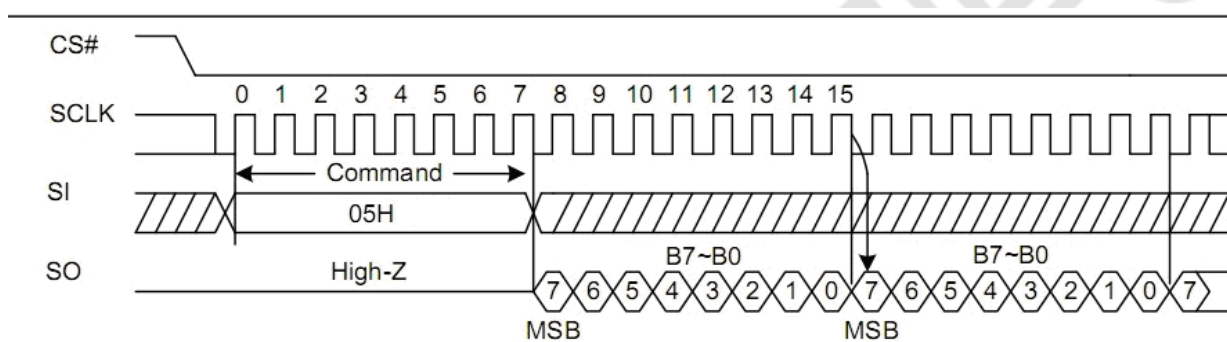 CS#
0 1 2 3 4 5 6 7 8 9 10 11 12 13 14 15
SCLK
Command
SI
05H
B7~B0 B7~B0
SO High-Z
7 6 5 4 3 2 1 0 7 6 5 4 3 2 1 0 7
MSB MSB